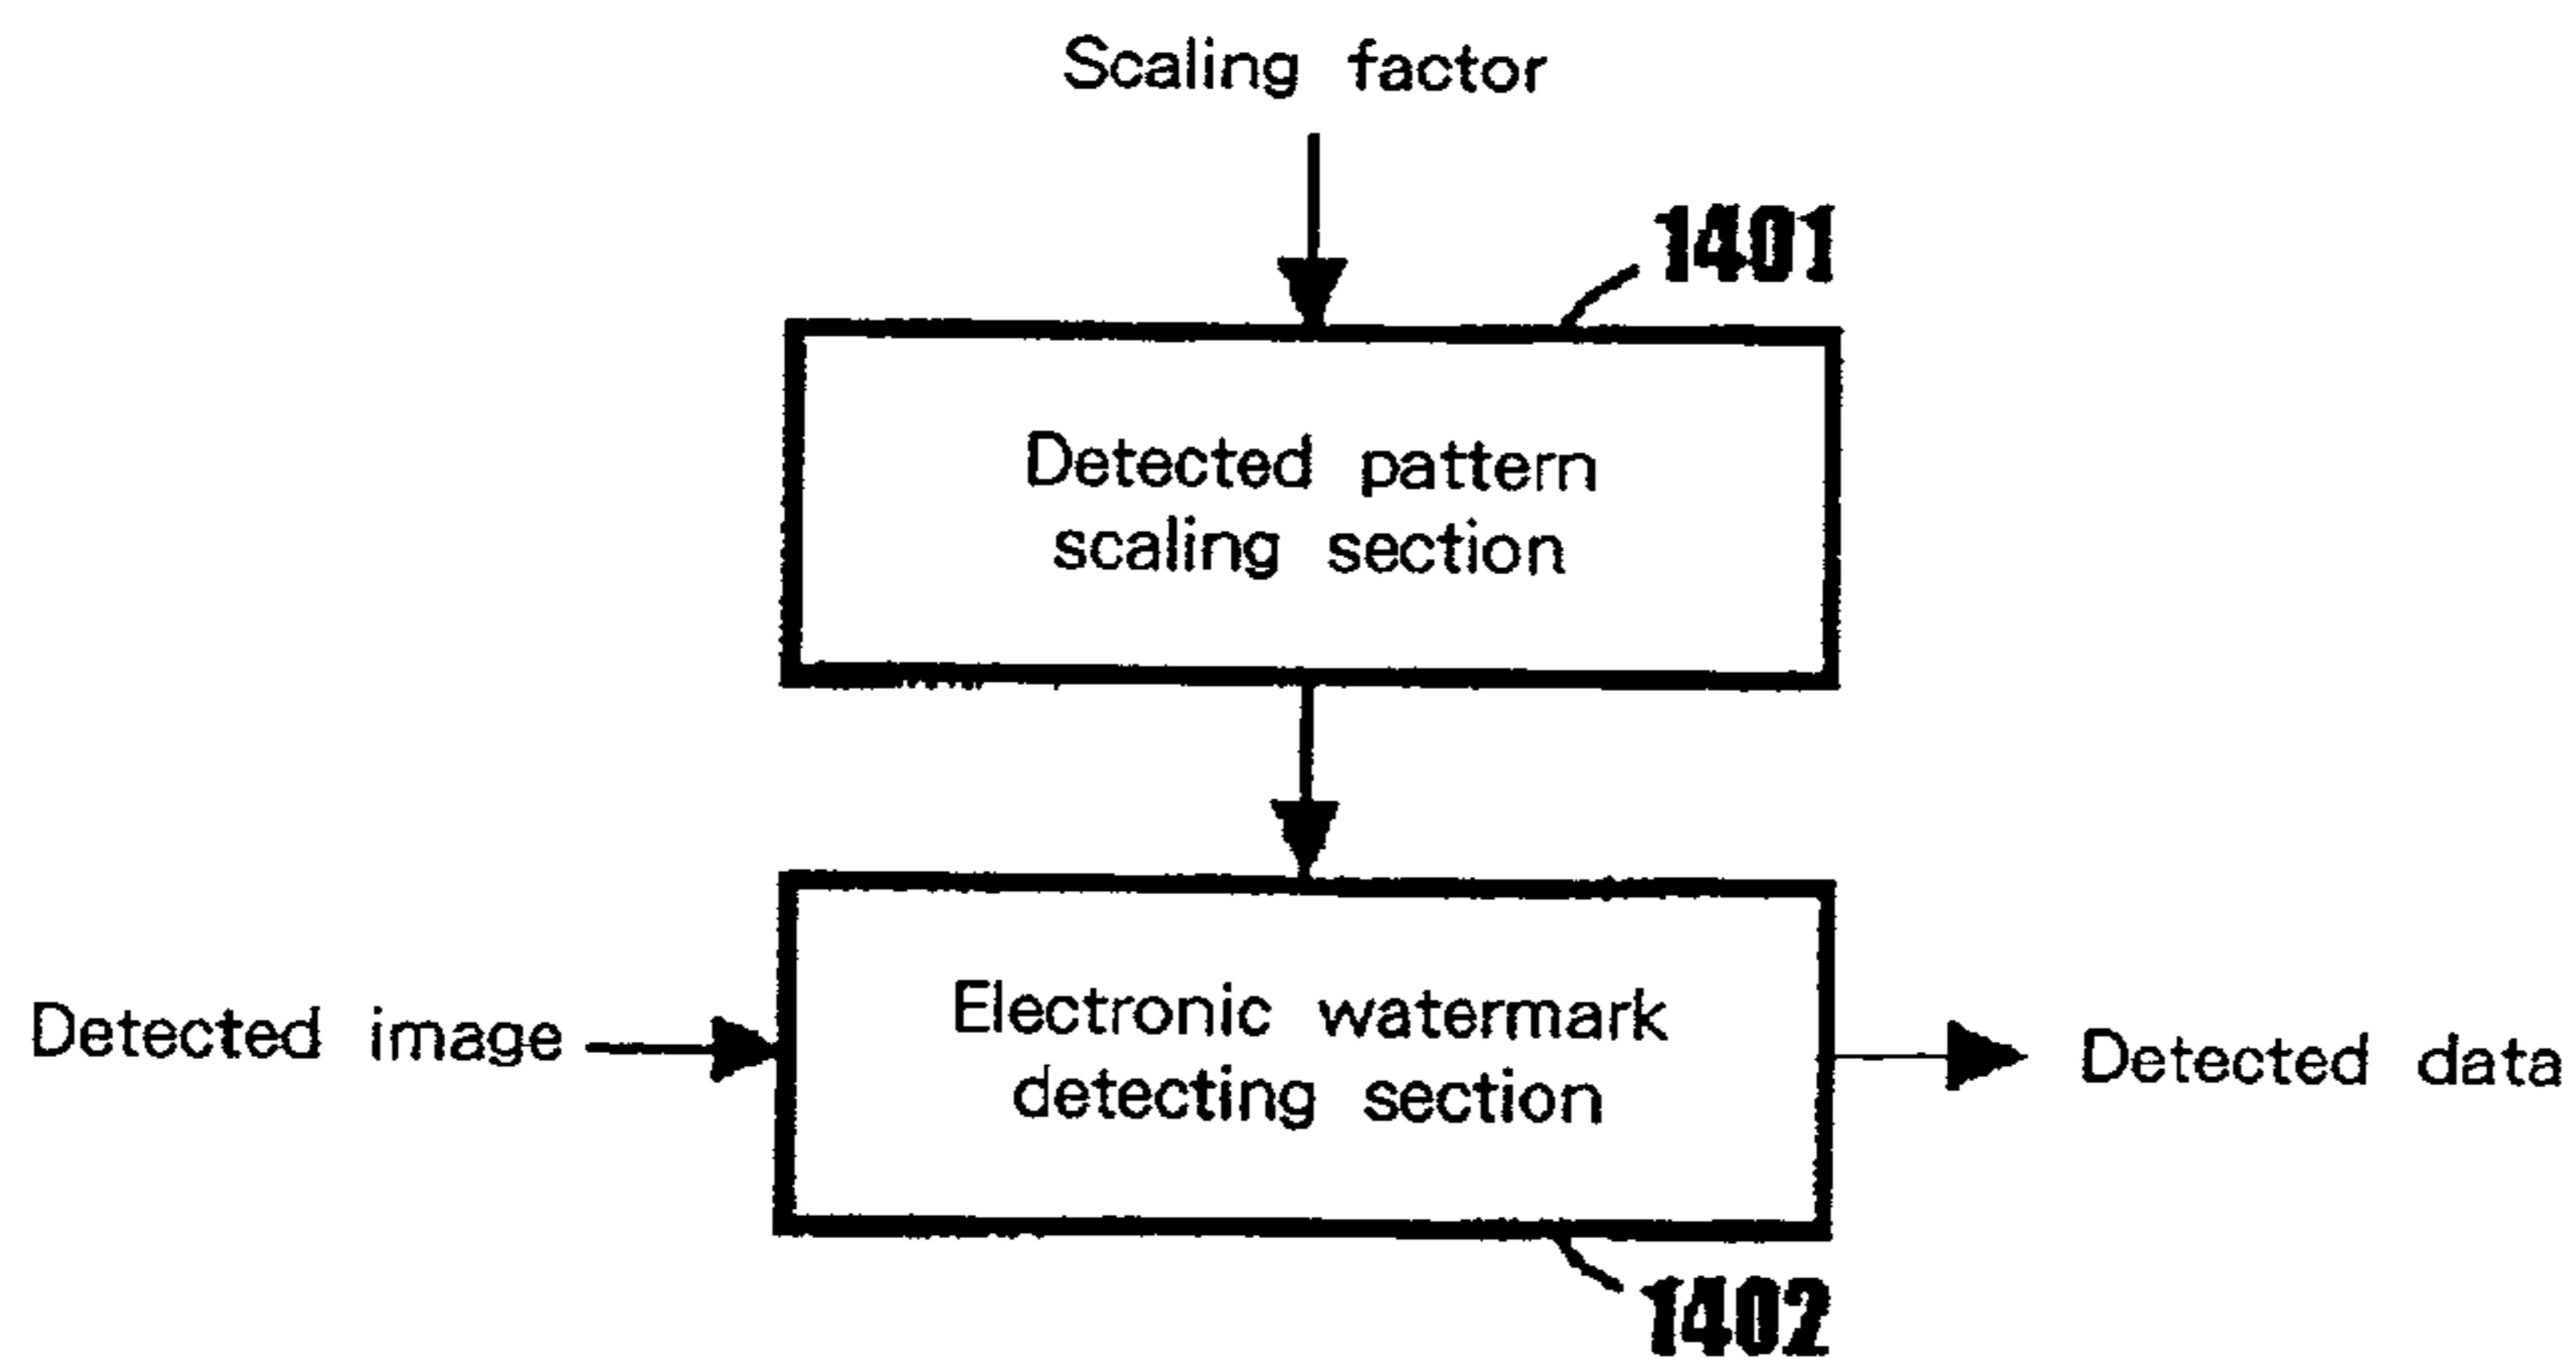 Scaling factor
1401
Detected pattern
scaling section
Electronic watermark
detecting section
Detected image
Detected data
1402